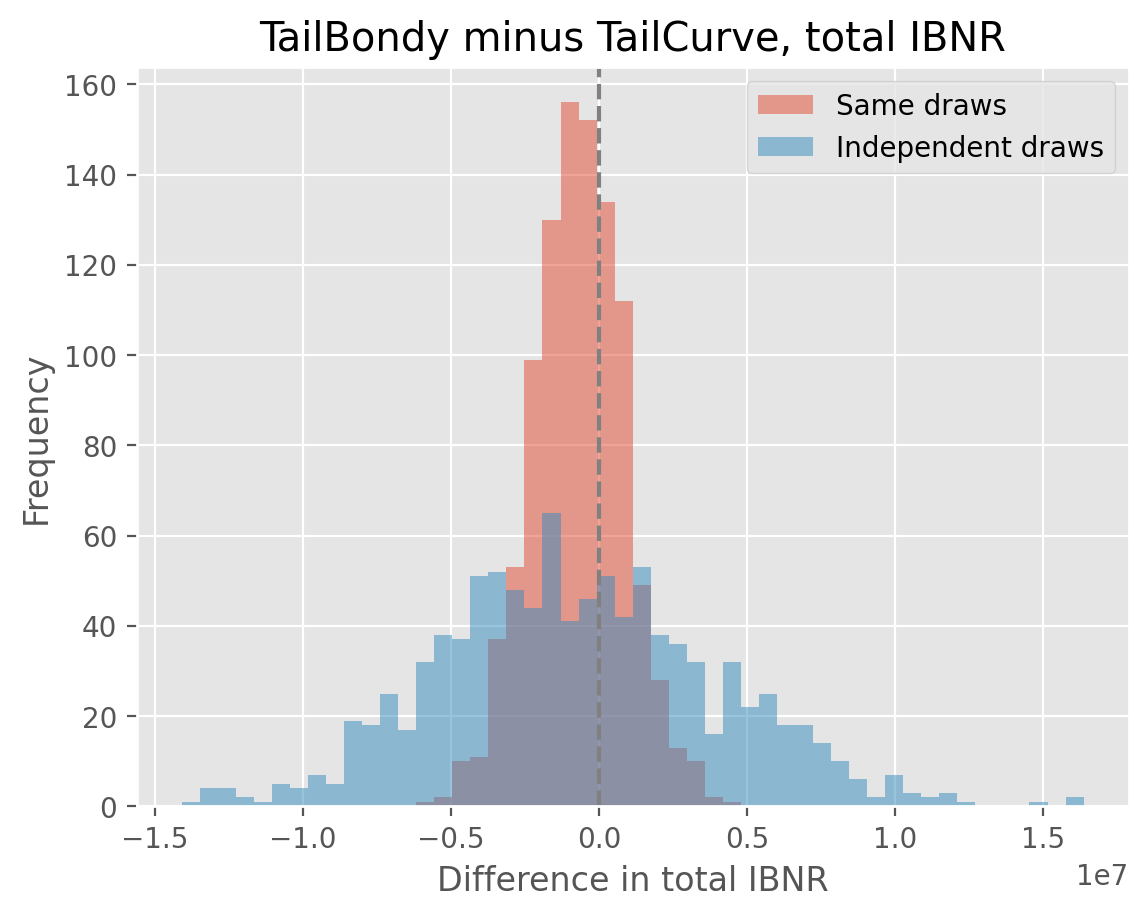 TailBondy minus TailCurve, total IBNR
Same draws
Independent draws
Frequency
160
140
120
100
80
60
40
20
0
−1.5 −1.0 −0.5 0.0 0.5 1.0 1.5
1e7
Difference in total IBNR